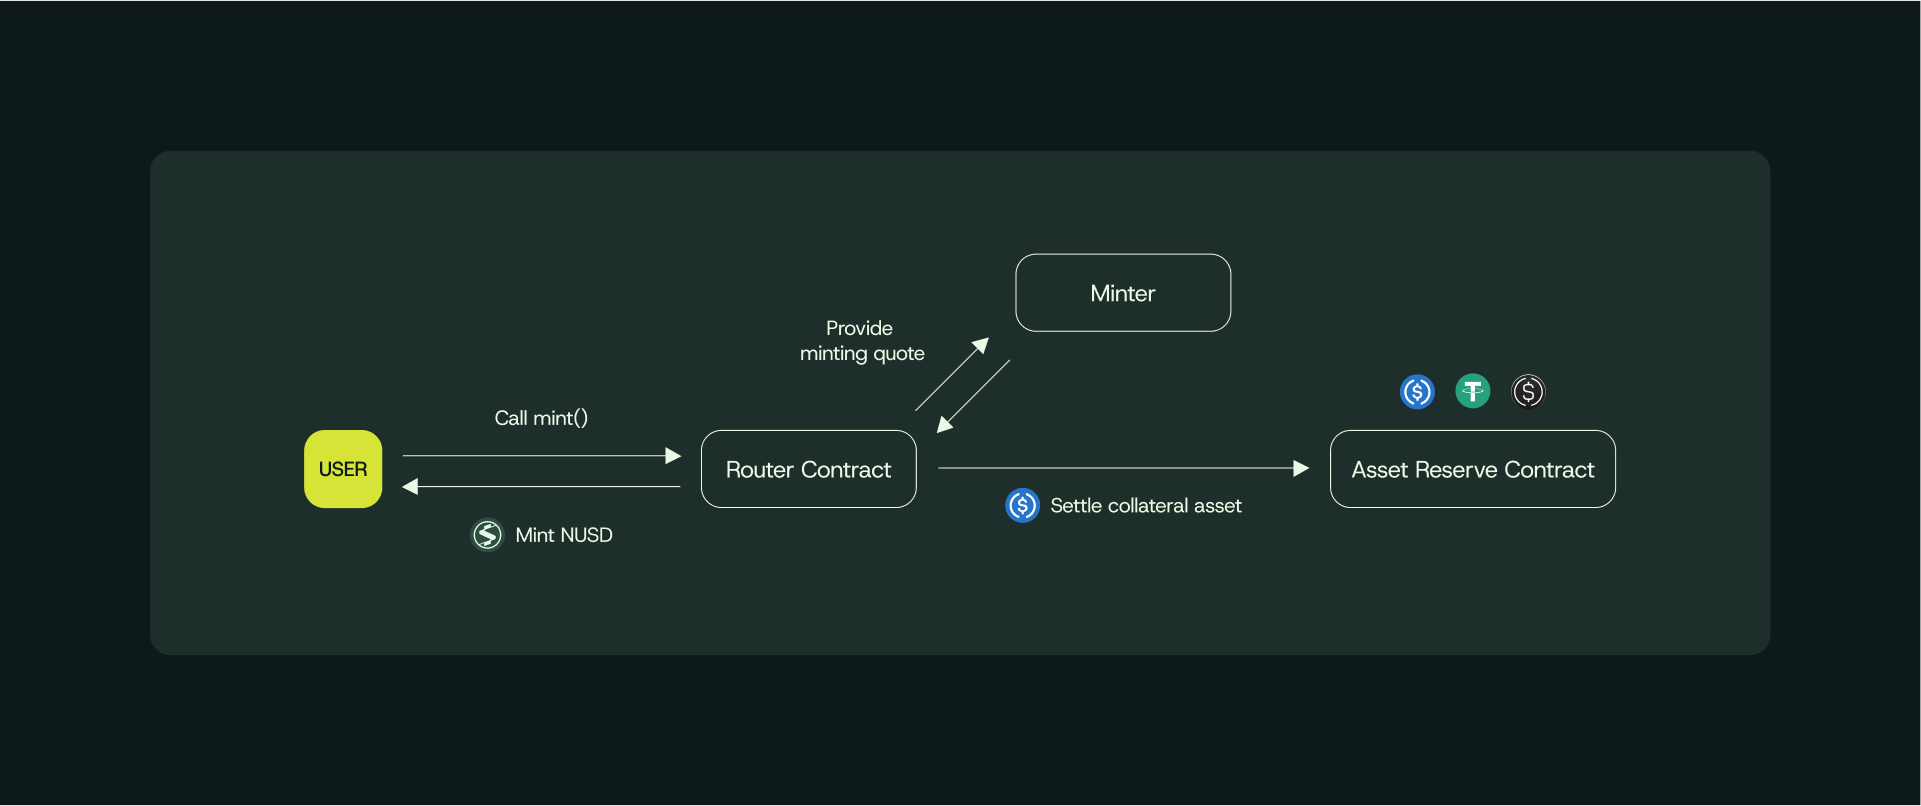 Minter
Provide
minting quote
Call mint()
USER
Router Contract
Asset Reserve Contract
Settle collateral asset
Mint NUSD